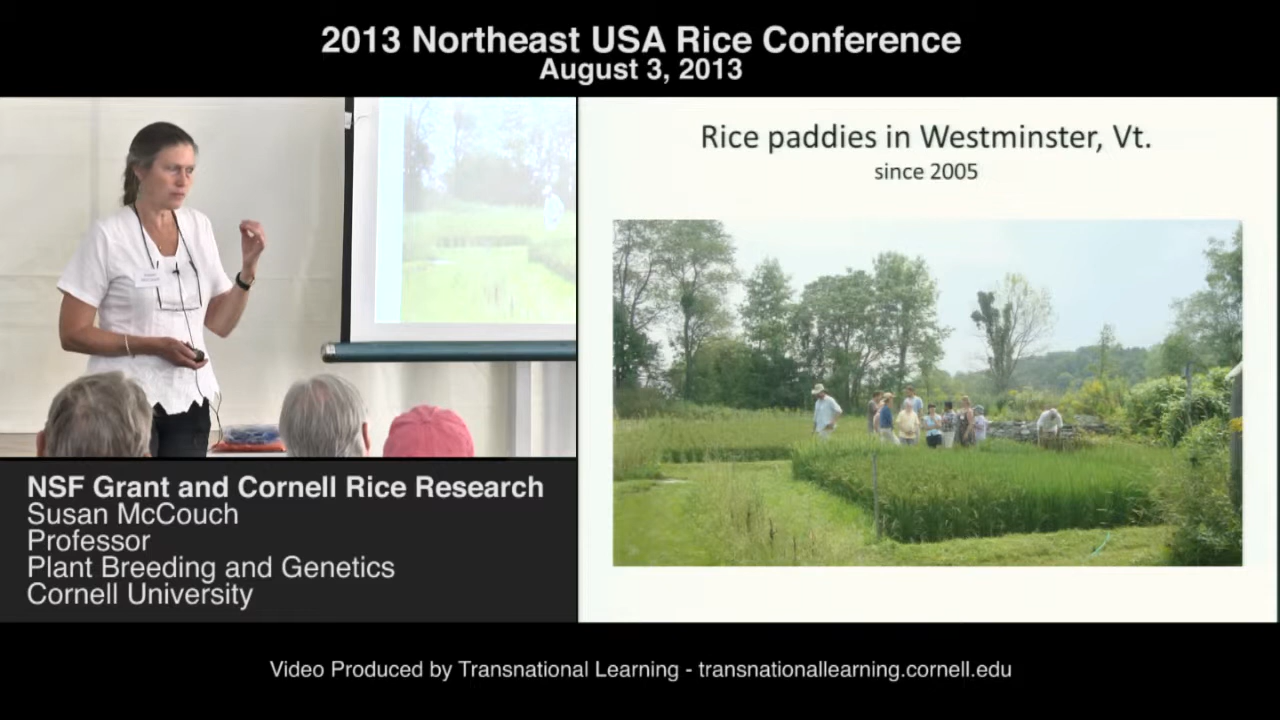 2013 Northeast USA Rice Conference
August 3, 2013
Rice paddies in Westminster, Vt.
since 2005
NSF Grant and Cornell Rice Research
Susan McCouch
Professor
Plant Breeding and Genetics
Cornell University
Video Produced by Transnational Learning - transnationallearning.cornell.edu